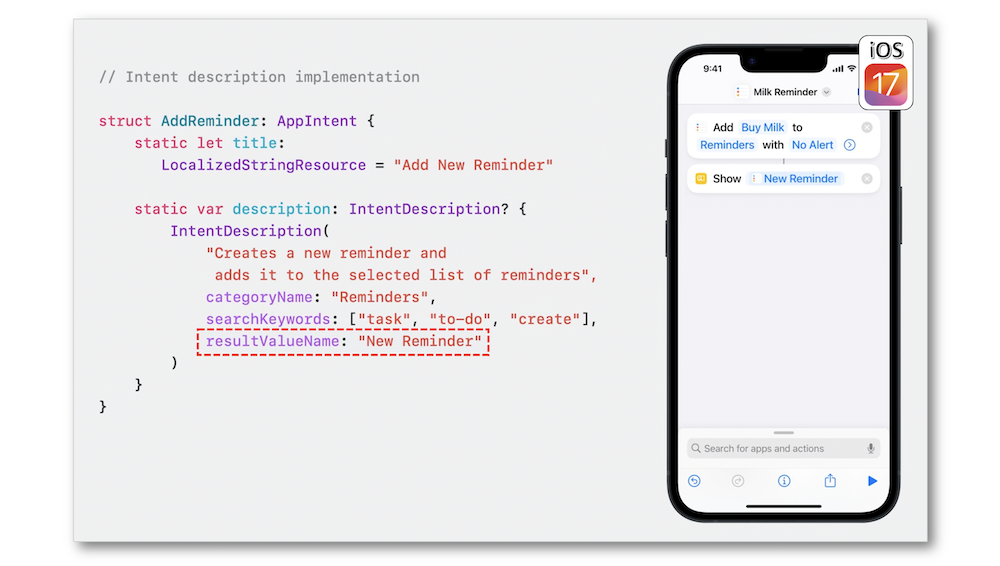 // Intent description implementation
struct AddReminder: AppIntent {
static let title:
LocalizedStringResource = "Add New Reminder"
static var description: IntentDescription? {
IntentDescription(
"Creates a new reminder and
adds it to the selected list of reminders",
categoryName: "Reminders",
searchKeywords: ["task", "to-do", "create"],
resultValueName: "New Reminder"
)
}
}
iOS
17
9:41
Milk Reminder
Add Buy Milk to
Reminders with No Alert
Show New Reminder
Search for apps and actions